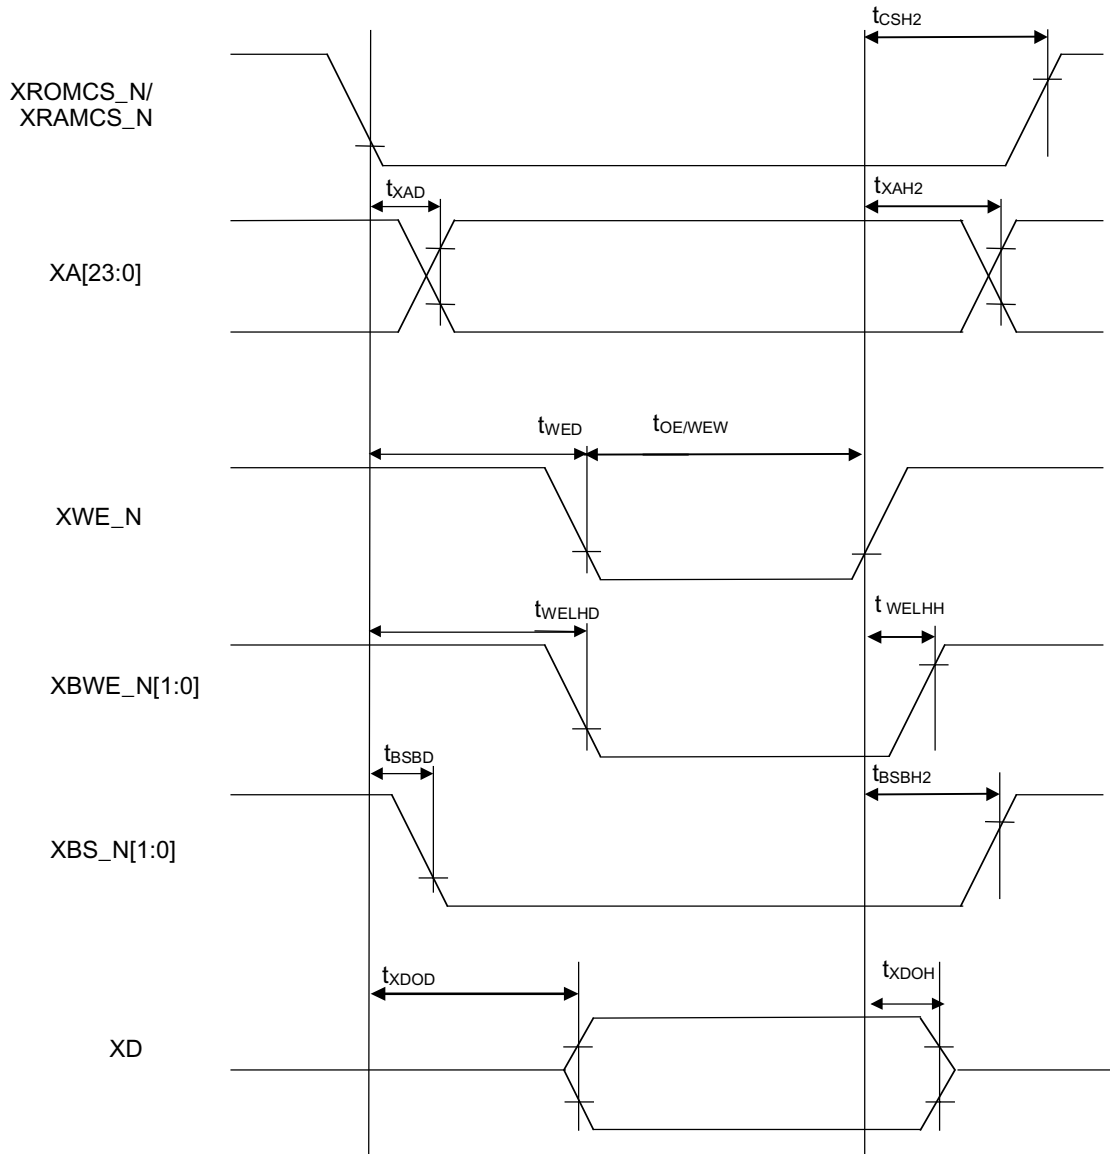 tCSH2
XROMCS_N/
XRAMCS_N
tXAD
tXAH2
XA[23:0]
tWED
tOE/WEW
XWE_N
tWELHD
t WELHH
XBWE_N[1:0]
tBSBD
tBSBH2
XBS_N[1:0]
tXDOD
tXDOH
XD